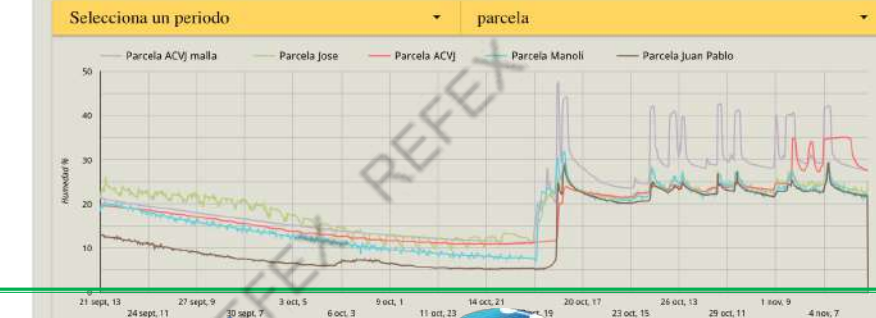 Selecciona un periodo parcela
Parcela ACVJ malla Parcela Jose Parcela ACVJ Parcela Manoli Parcela Juan Pablo
50
40
30
20
10
0
Humedad %
21 sept, 13 27 sept, 9 3 oct, 5 9 oct, 1 14 oct, 21 20 oct, 17 26 oct, 13 1 nov, 9
24 sept, 11 30 sept, 7 6 oct, 3 11 oct, 23 oct, 19 23 oct, 15 29 oct, 11 4 nov, 7
REFEX
REFEX